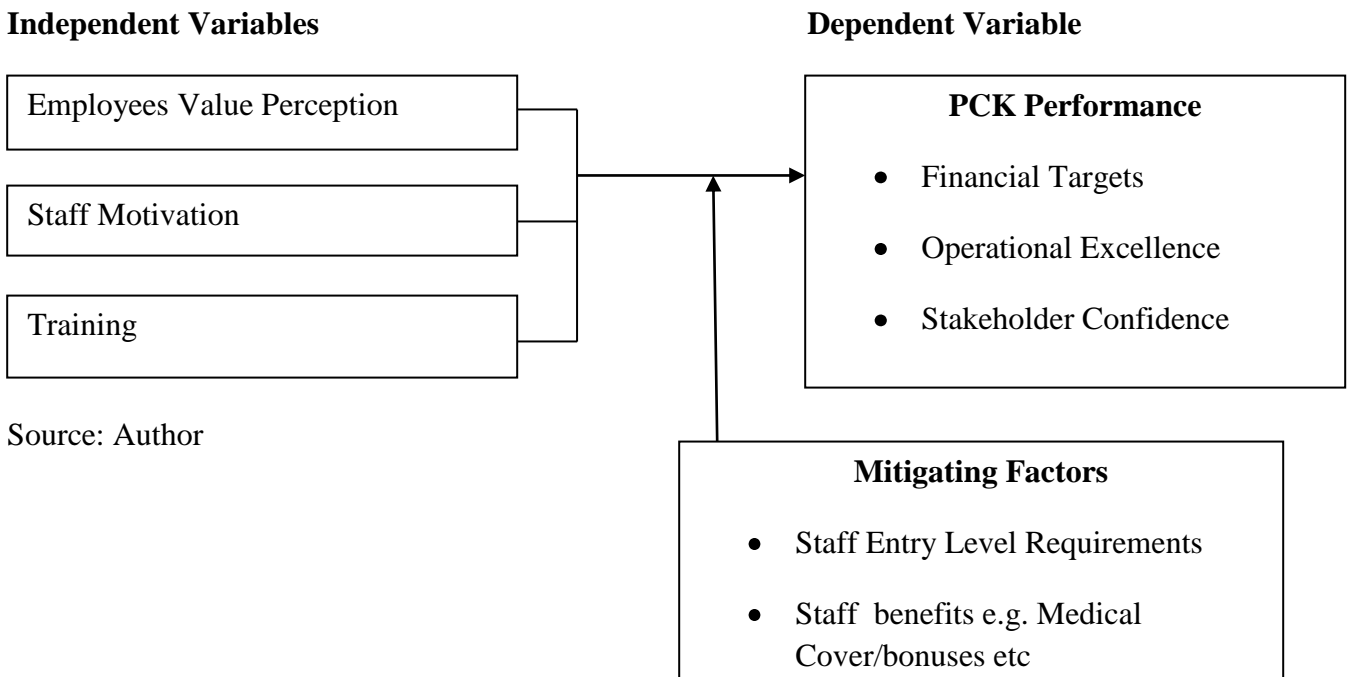 Independent Variables
Dependent Variable
Employees Value Perception
Staff Motivation
Training
PCK Performance
• Financial Targets
• Operational Excellence
• Stakeholder Confidence
Source: Author
Mitigating Factors
• Staff Entry Level Requirements
• Staff benefits e.g. Medical
Cover/bonuses etc